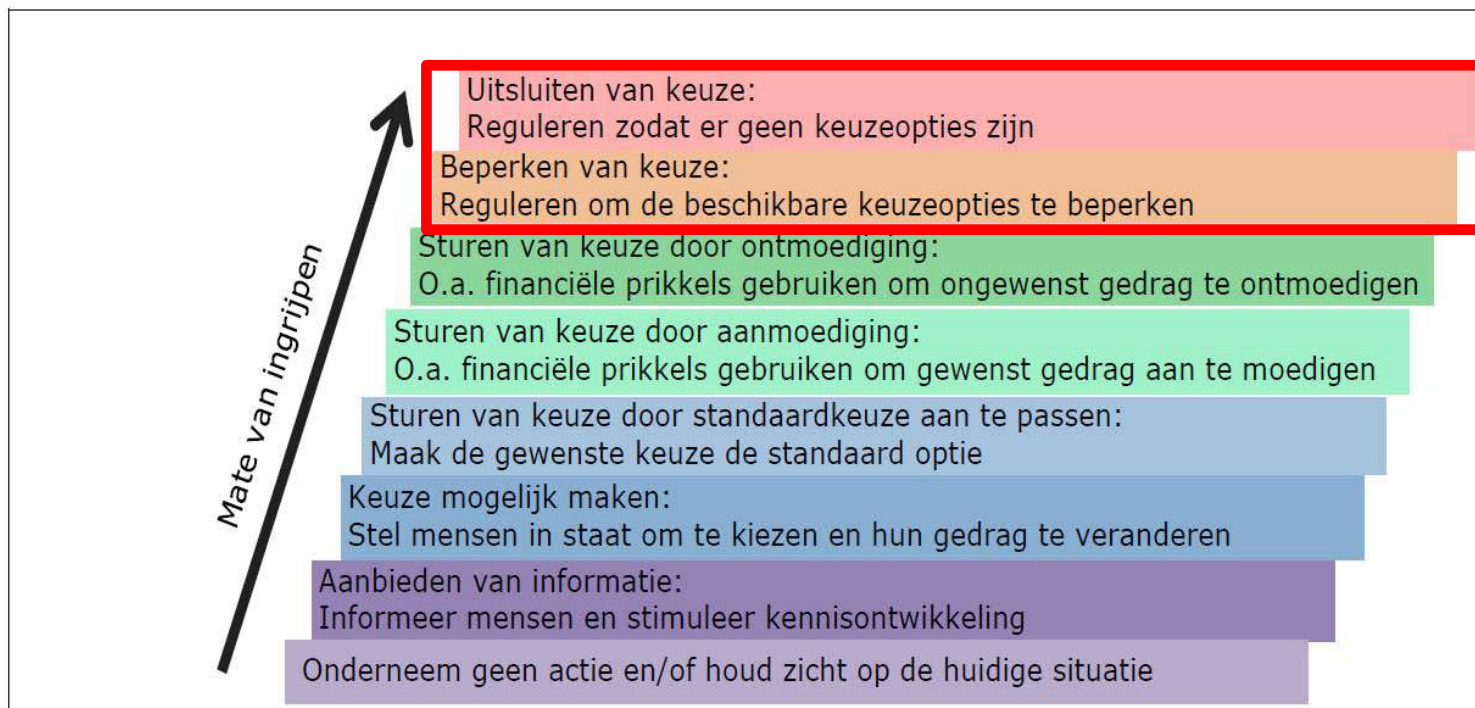 Uitsluiten van keuze:
Reguleren zodat er geen keuzeopties zijn
Beperken van keuze:
Reguleren om de beschikbare keuzeopties te beperken
Sturen van keuze door ontmoediging:
O.a. financiële prikkels gebruiken om ongewenst gedrag te ontmoedigen
Sturen van keuze door aanmoediging:
O.a. financiële prikkels gebruiken om gewenst gedrag aan te moedigen
Sturen van keuze door standaardkeuze aan te passen:
Maak de gewenste keuze de standaard optie
Keuze mogelijk maken:
Stel mensen in staat om te kiezen en hun gedrag te veranderen
Aanbieden van informatie:
Informeer mensen en stimuleer kennisontwikkeling
Onderneem geen actie en/of houd zicht op de huidige situatie
Mate van ingrijpen